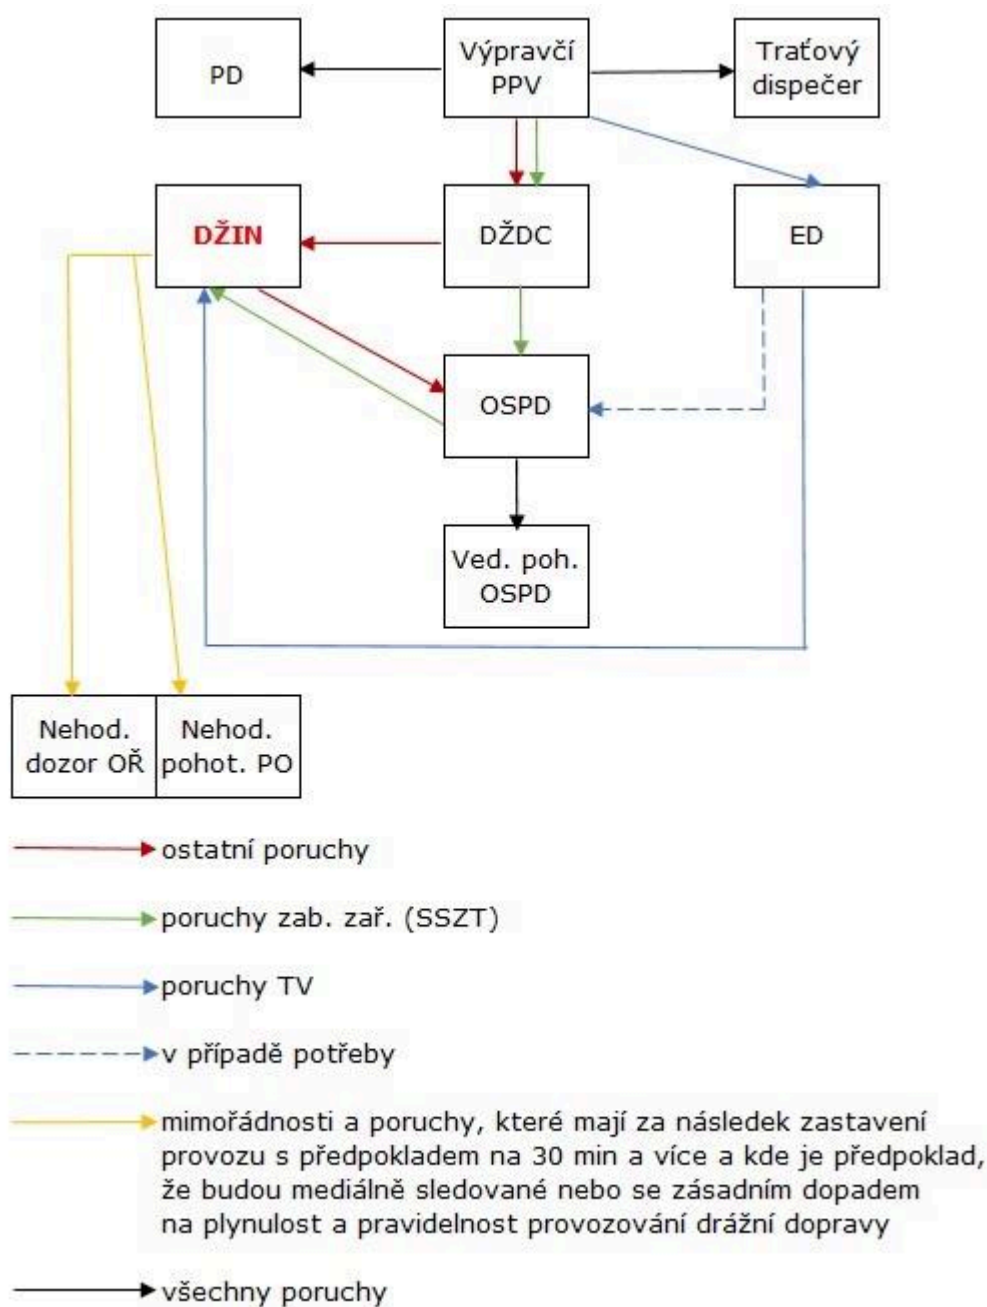 PD
Výpravčí
PPV
Traťový
dispečer
DŽIN
DŽDC
ED
OSPD
Ved. poh.
OSPD
Nehod.
dozor OŘ
Nehod.
pohot. PO
ostatní poruchy
poruchy zab. zař. (SSZT)
poruchy TV
v případě potřeby
mimořádnosti a poruchy, které mají za následek zastavení
provozu s předpokladem na 30 min a více a kde je předpoklad,
že budou mediálně sledované nebo se zásadním dopadem
na plynulost a pravidelnost provozování drážní dopravy
všechny poruchy